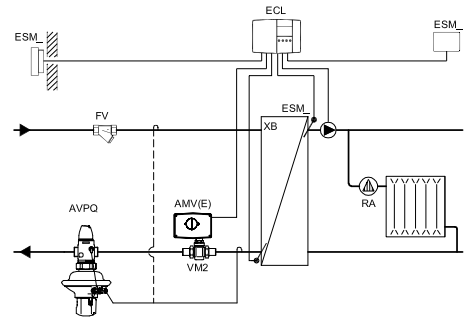 ECL
ESM_
ESM_
FV
ESM_
XB
AVPQ
AMV(E)
RA
VM2